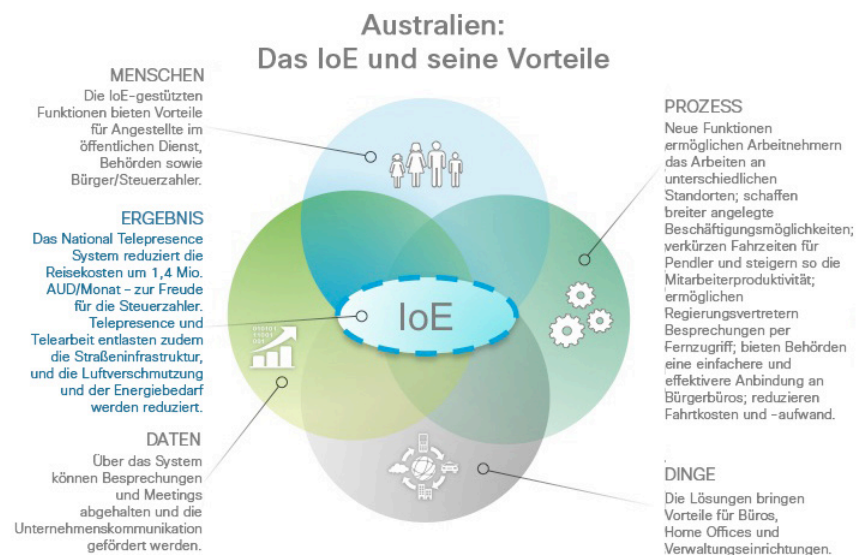 Australien:
Das IoE und seine Vorteile
MENSCHEN
Die IoE-gestützten
Funktionen bieten Vorteile
für Angestellte im
öffentlichen Dienst,
Behörden sowie
Bürger/Steuerzahler.
ERGEBNIS
Das National Telepresence
System reduziert die
Reisekosten um 1,4 Mio.
AUD/Monat – zur Freude
für die Steuerzahler.
Telepresence und
Telearbeit entlasten zudem
die Straßeninfrastruktur,
und die Luftverschmutzung
und der Energiebedarf
werden reduziert.
DATEN
Über das System
können Besprechungen
und Meetings
abgehalten und die
Unternehmenskommunikation
gefördert werden.
IoE
010101
11001
001
PROZESS
Neue Funktionen
ermöglichen Arbeitnehmern
das Arbeiten an
unterschiedlichen
Standorten; schaffen
breiter angelegte
Beschäftigungsmöglichkeiten;
verkürzen Fahrzeiten für
Pendler und steigern so die
Mitarbeiterproduktivität;
ermöglichen
Regierungsvertretern
Besprechungen per
Fernzugriff; bieten Behörden
eine einfachere und
effektivere Anbindung an
Bürgerbüros; reduzieren
Fahrtkosten und -aufwand.
DINGE
Die Lösungen bringen
Vorteile für Büros,
Home Offices und
Verwaltungseinrichtungen.